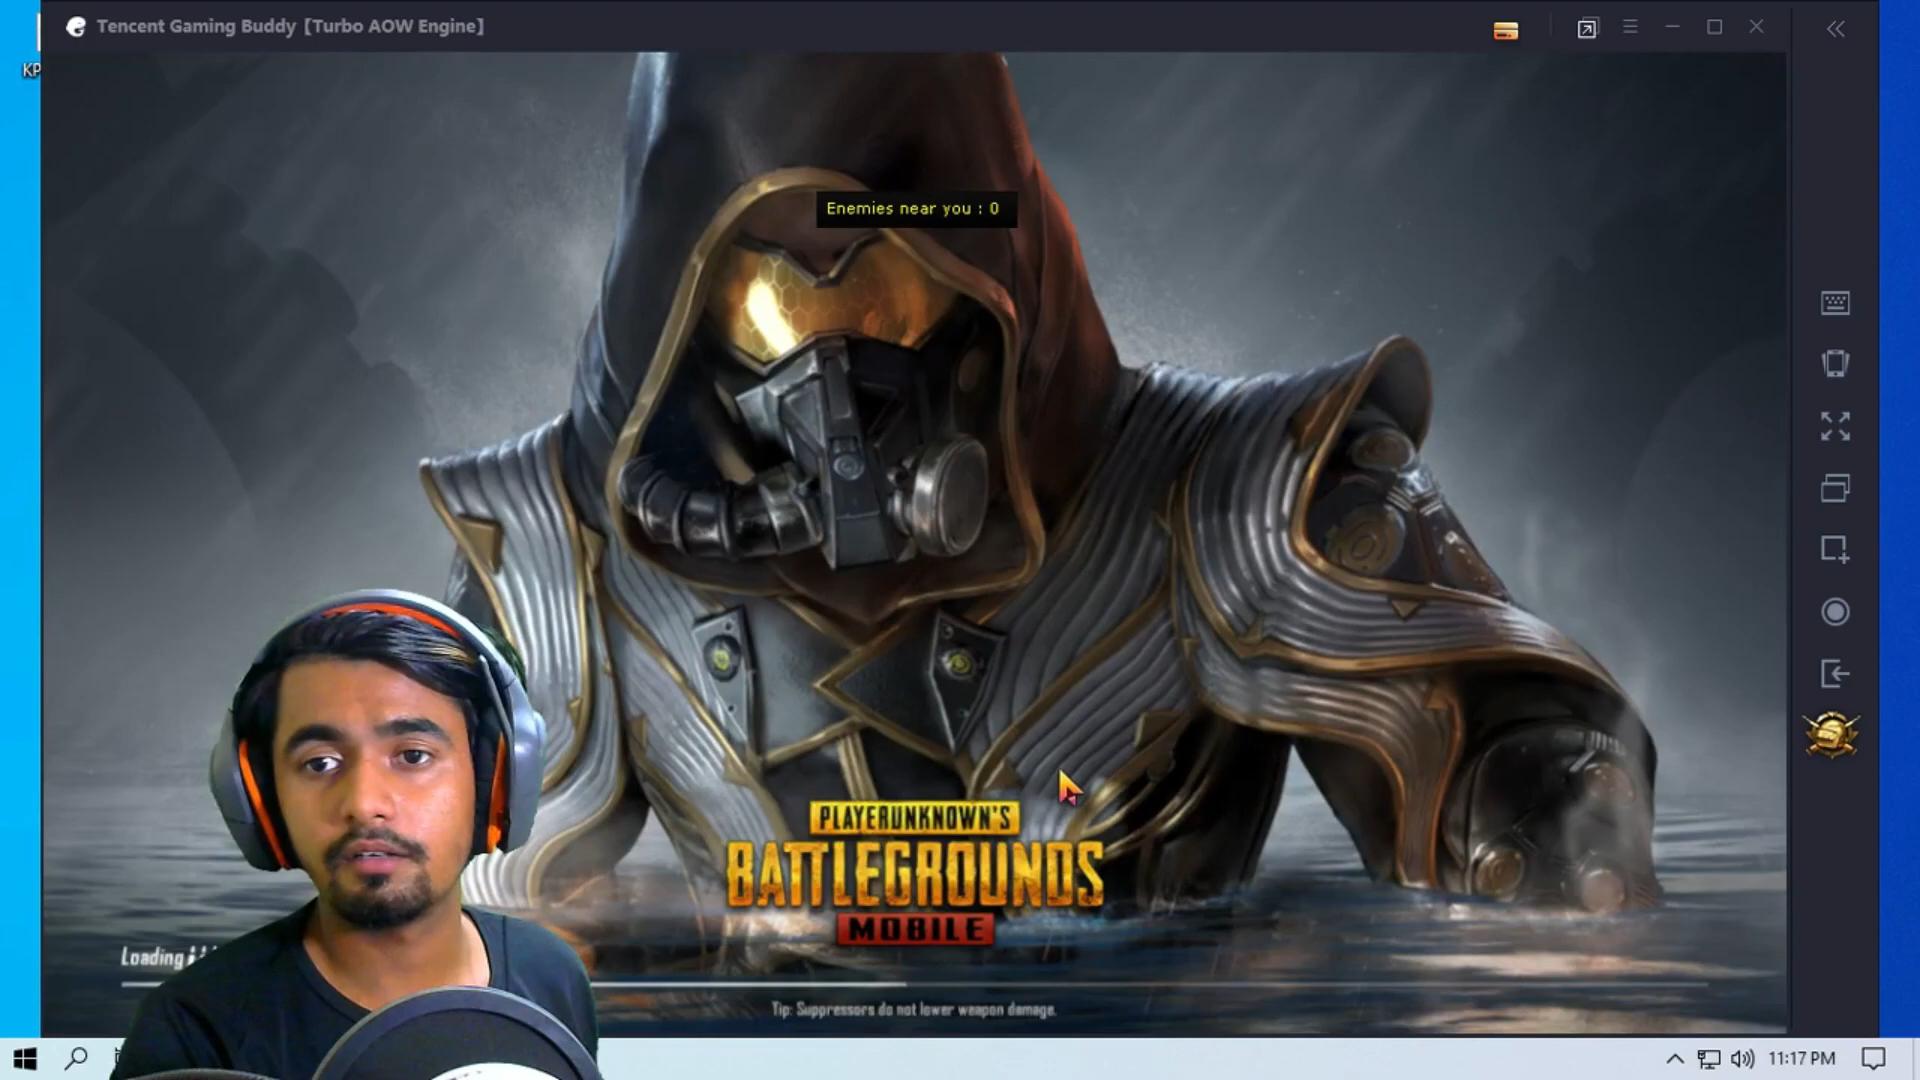 Tencent Gaming Buddy [Turbo AOW Engine]
KP
Enemies near you : 0
PLAYERUNKNOWN'S
BATTLEGROUNDS
MOBILE
Loading
Tip: Suppressors do not lower weapon damage.
11:17 PM